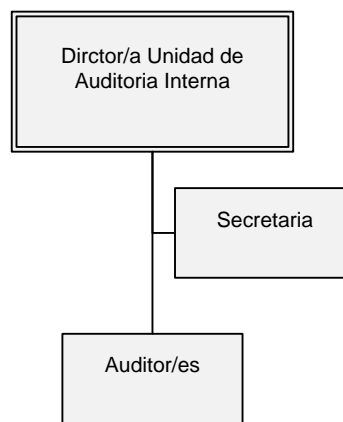 Dirctor/a Unidad de
Auditoria Interna
Secretaria
Auditor/es